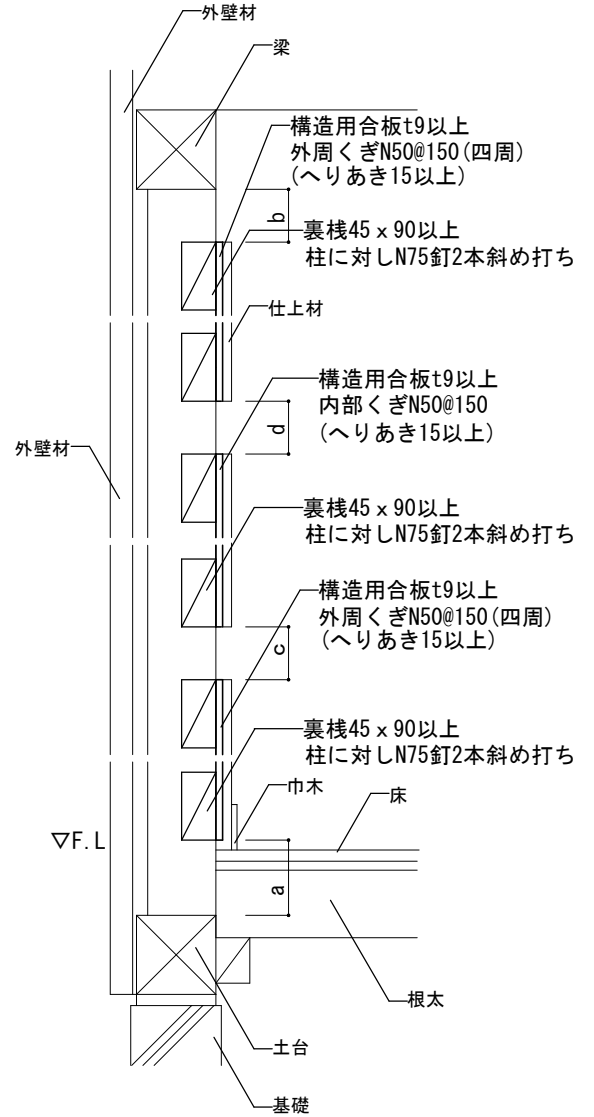 外壁材
梁
構造用合板t9以上
外周くぎN50@150(四周)
(へりあき15以上)
b
裏桟45ｘ90以上
柱に対しN75釘2本斜め打ち
仕上材
構造用合板t9以上
内部くぎN50@150
(へりあき15以上)
d
外壁材
裏桟45ｘ90以上
柱に対しN75釘2本斜め打ち
構造用合板t9以上
外周くぎN50@150(四周)
(へりあき15以上)
c
裏桟45ｘ90以上
柱に対しN75釘2本斜め打ち
巾木
床
▽F.L
a
根太
土台
基礎